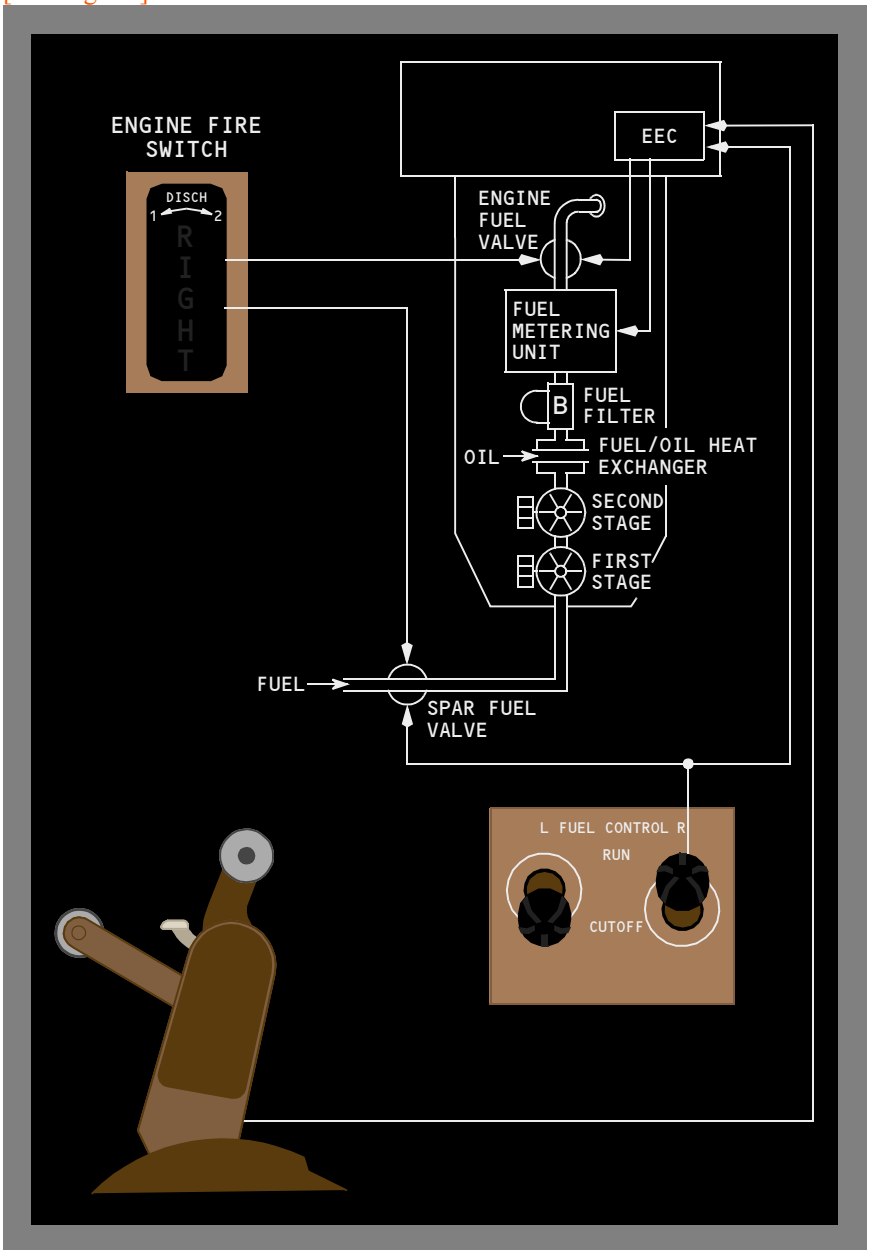 ENGINE FIRE
SWITCH
DISCH
1 2
R
I
G
H
T
EEC
ENGINE
FUEL
VALVE
FUEL
METERING
UNIT
B
FUEL
FILTER
OIL
FUEL/OIL HEAT
EXCHANGER
SECOND
STAGE
FIRST
STAGE
FUEL
SPAR FUEL
VALVE
L FUEL CONTROL R
RUN
CUTOFF